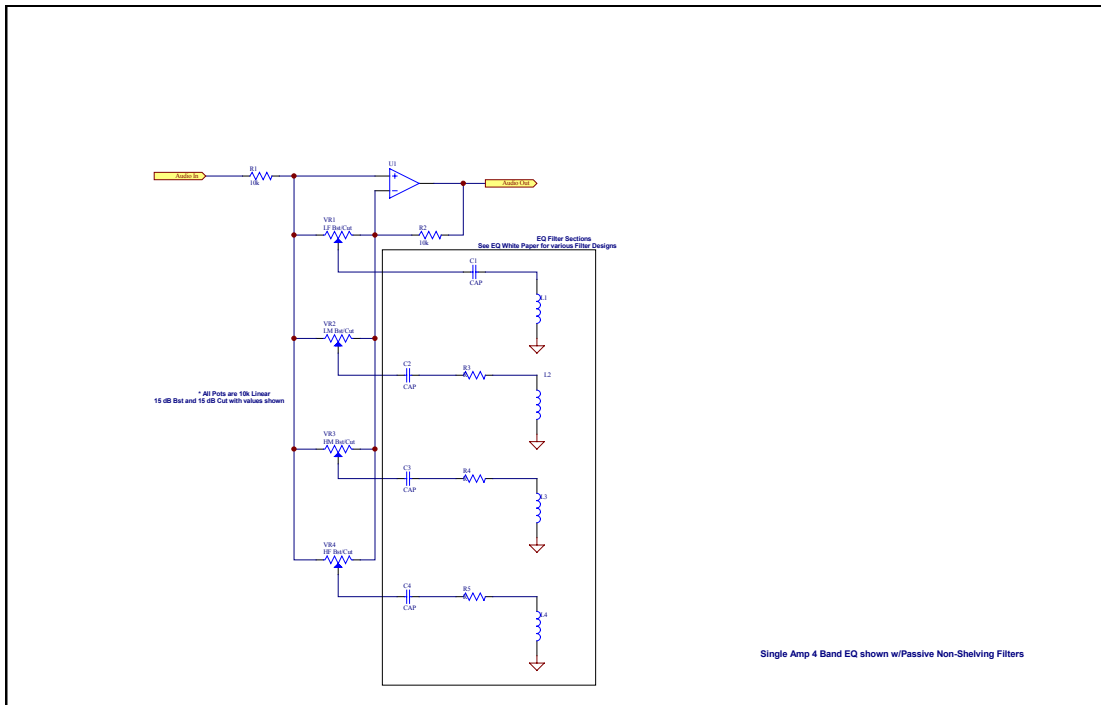 U1
Audio In
R1
10k
Audio Out
VR1
LF Bst/Cut
R2
10k
EQ Filter Sections
See EQ White Paper for various Filter Designs
C1
CAP
L1
VR2
LM Bst/Cut
C2
CAP
R3
L2
* All Pots are 10k Linear
15 dB Bst and 15 dB Cut with values shown
VR3
HM Bst/Cut
C3
CAP
R4
L3
VR4
HF Bst/Cut
C4
CAP
R5
L4
Single Amp 4 Band EQ shown w/Passive Non-Shelving Filters